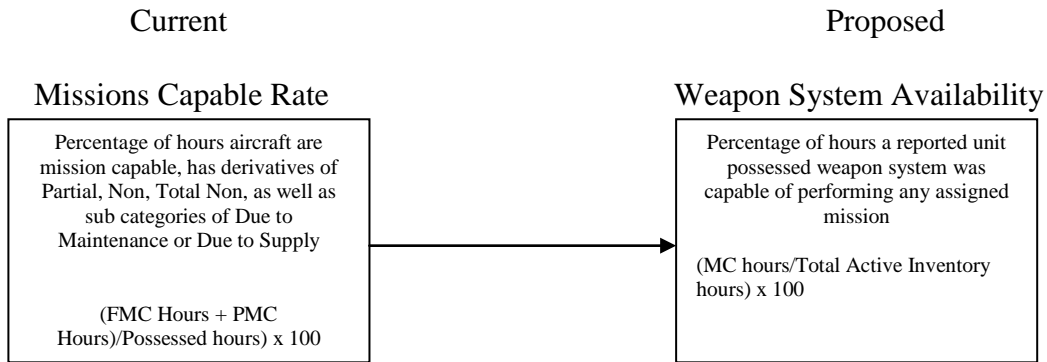 Current
Proposed
Missions Capable Rate
Weapon System Availability
Percentage of hours aircraft are
mission capable, has derivatives of
Partial, Non, Total Non, as well as
sub categories of Due to
Maintenance or Due to Supply
(FMC Hours + PMC
Hours)/Possessed hours) x 100
Percentage of hours a reported unit
possessed weapon system was
capable of performing any assigned
mission
(MC hours/Total Active Inventory
hours) x 100